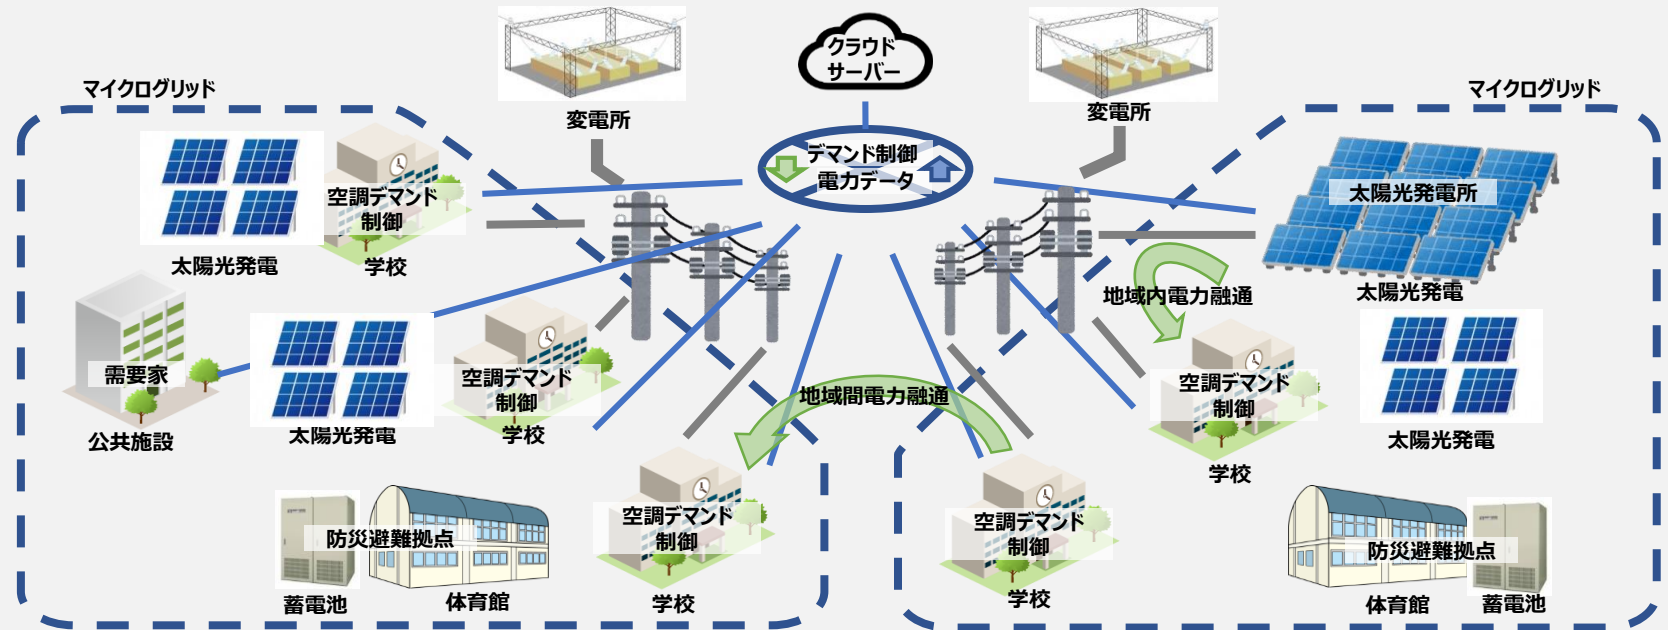 クラウド
サーバー
マイクログリッド
変電所
変電所
マイクログリッド
デマンド制御
電力データ
空調デマンド
制御
太陽光発電
学校
太陽光発電所
太陽光発電
地域内電力融通
需要家
公共施設
太陽光発電
空調デマンド
制御
学校
地域間電力融通
空調デマンド
制御
学校
太陽光発電
防災避難拠点
蓄電池
体育館
空調デマンド
制御
学校
空調デマンド
制御
学校
防災避難拠点
体育館
蓄電池